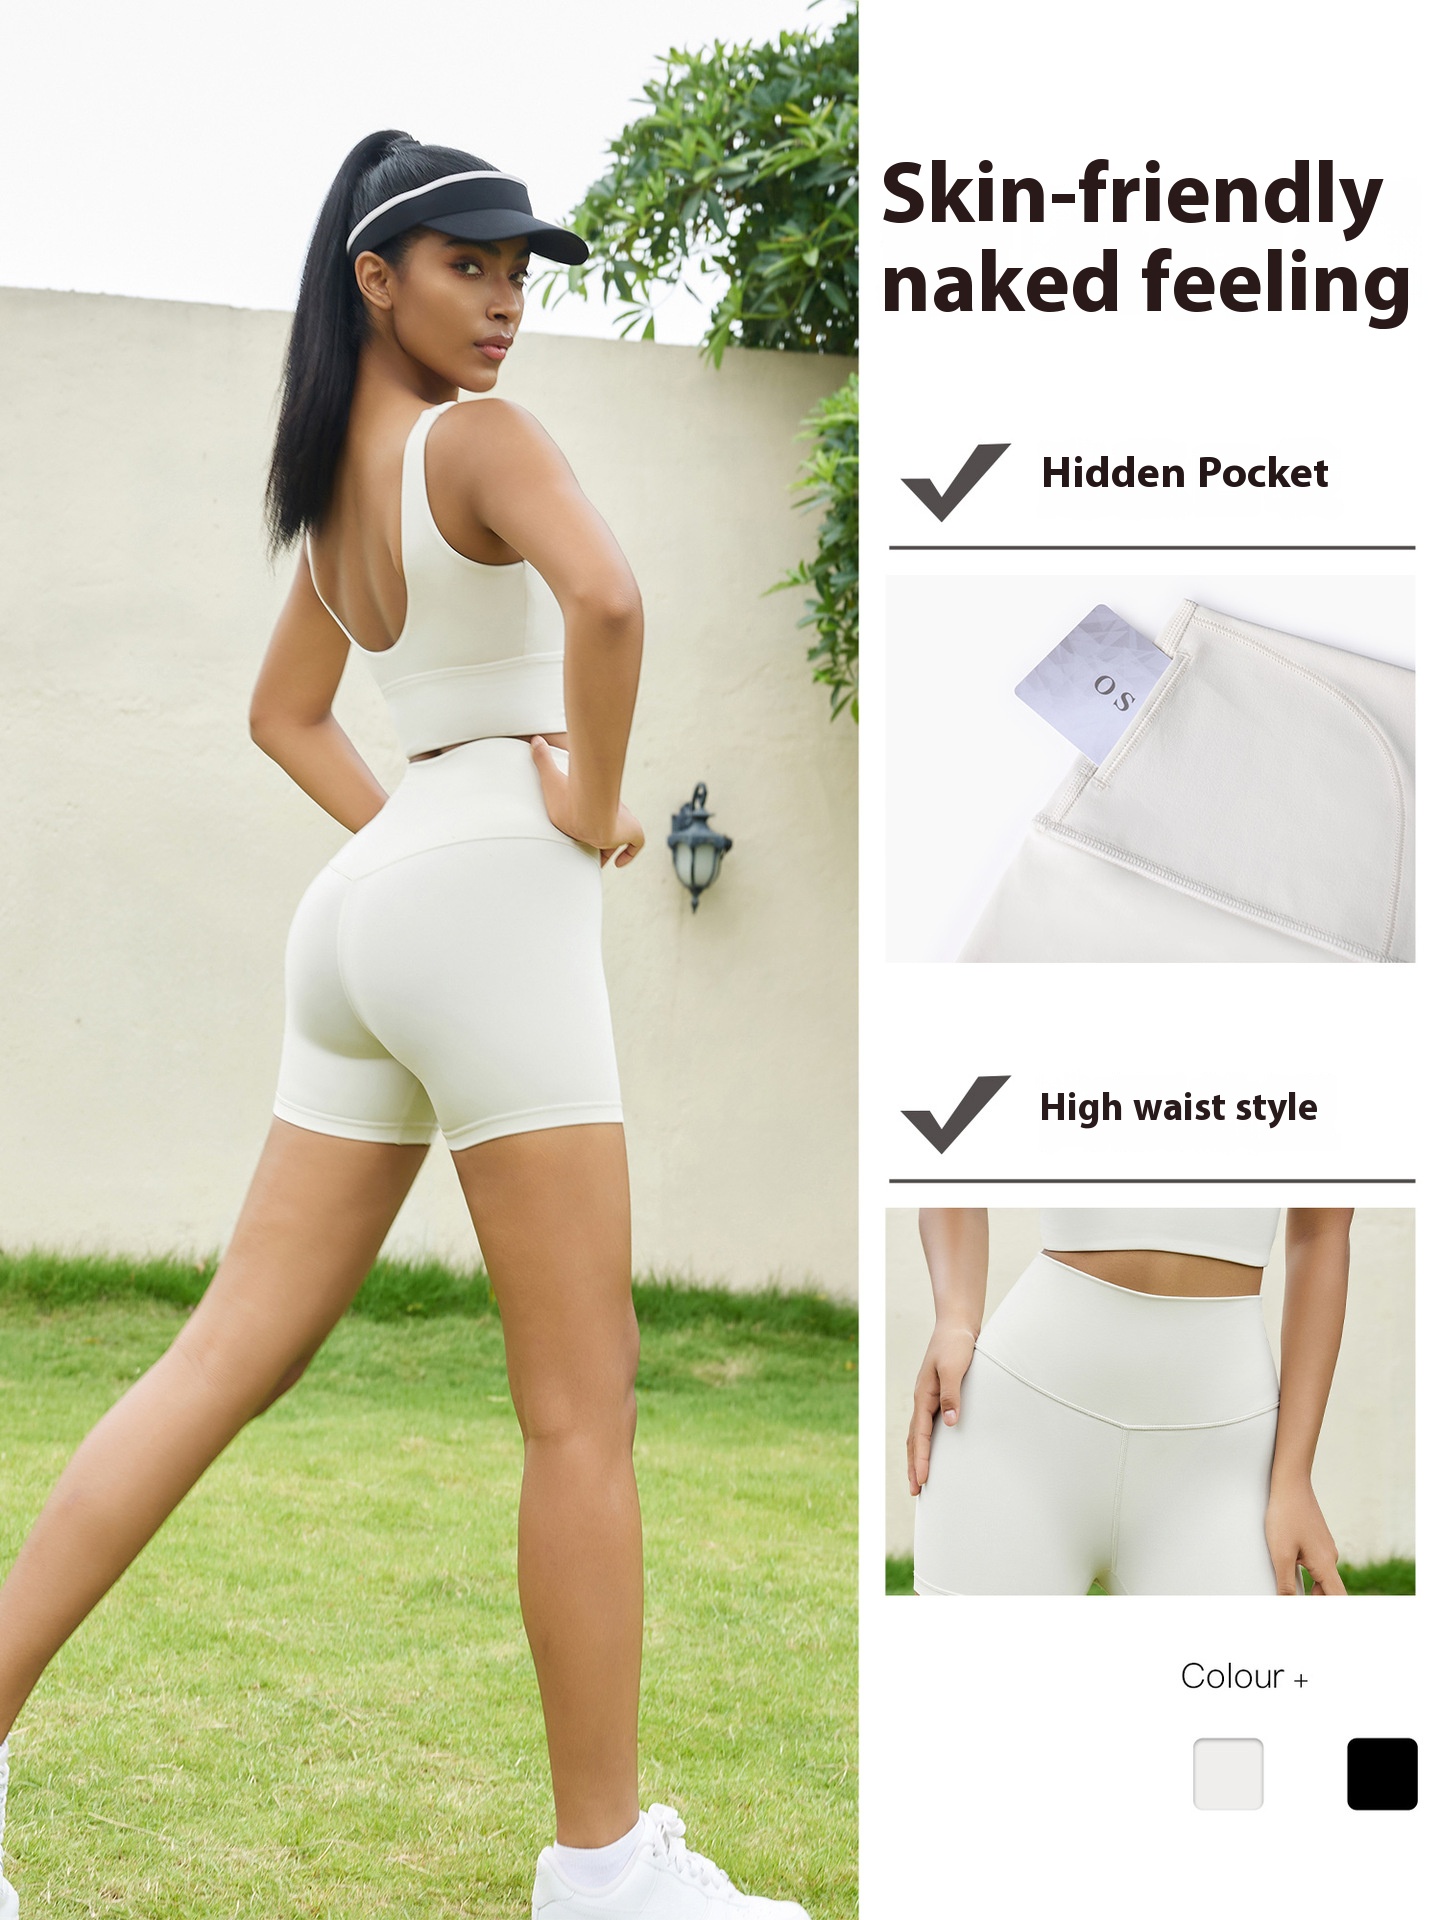 Skin-friendly
naked feeling
Hidden Pocket
OS
High waist style
Colour +